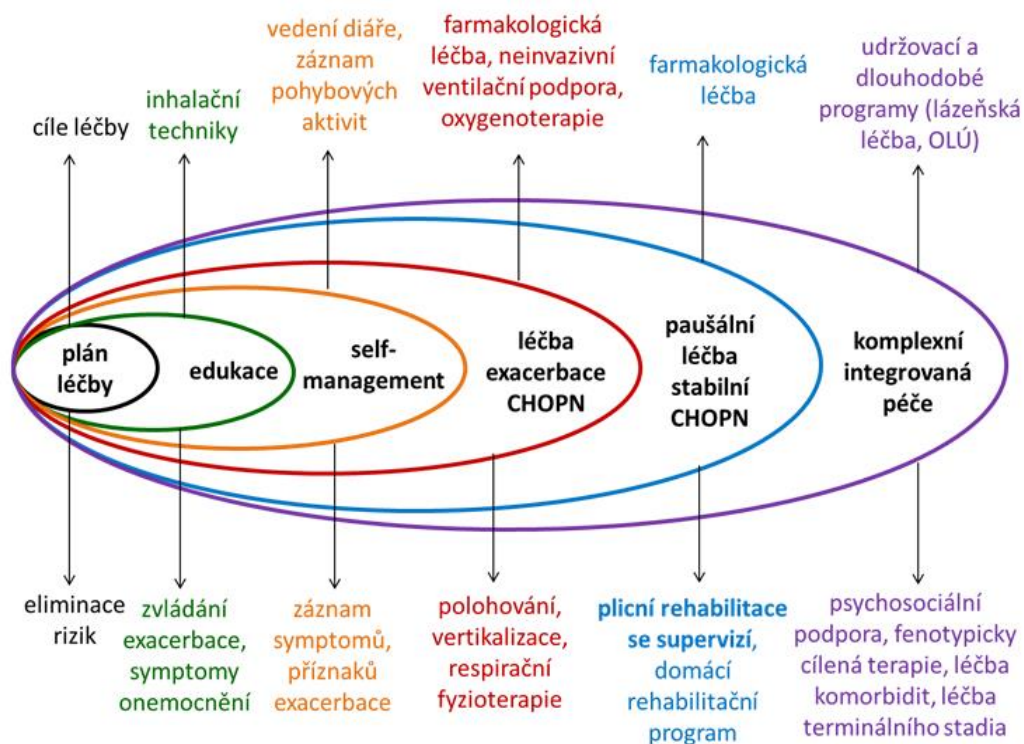 cíle léčby
inhalační
techniky
vedení diáře,
záznam
pohybových
aktivit
farmakologická
léčba, neinvazivní
ventilační podpora,
oxygenoterapie
farmakologická
léčba
udržovací a
dlouhodobé
programy (lázeňská
léčba, OLÚ)
plán
léčby
edukace
self-
management
léčba
exacerbace
CHOPN
paušální
léčba
stabilní
CHOPN
komplexní
integrovaná
péče
eliminace
rizik
zvládání
exacerbace,
symptomy
onemocnění
záznam
symptomů,
příznaků
exacerbace
polohování,
vertikalizace,
respirační
fyzioterapie
plicní rehabilitace
se supervizí,
domácí
rehabilitační
program
psychosociální
podpora, fenotypicky
cílená terapie, léčba
komorbidit, léčba
terminálního stadia